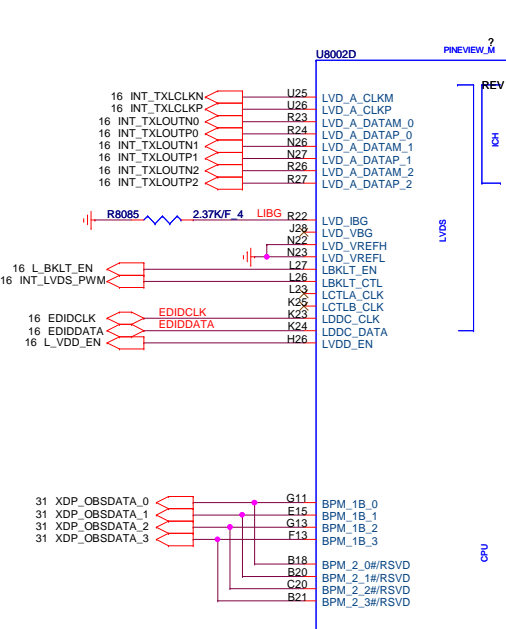 ?
U8002D PINEVIEW_M
REV
16 INT_TXLCLKN U25 LVD_A_CLKM
16 INT_TXLCLKP U26 LVD_A_CLKP
16 INT_TXLOUTN0 R23 LVD_A_DATAM_0
16 INT_TXLOUTP0 R24 LVD_A_DATAP_0
16 INT_TXLOUTN1 N26 LVD_A_DATAM_1
16 INT_TXLOUTP1 N27 LVD_A_DATAP_1
16 INT_TXLOUTN2 R26 LVD_A_DATAM_2
16 INT_TXLOUTP2 R27 LVD_A_DATAP_2
ICH
R8085 2.37K/F_4 LIBG R22 LVD_IBG
J28 LVD_VBG
N22 LVD_VREFH
N23 LVD_VREFL
LVDS
16 L_BKLT_EN L27 LBKLT_EN
16 INT_LVDS_PWM L26 LBKLT_CTL
L23 LCTLA_CLK
K25 LCTLB_CLK
16 EDIDCLK EDIDCLK K23 LDDC_CLK
16 EDIDDATA EDIDDATA K24 LDDC_DATA
16 L_VDD_EN H26 LVDD_EN
31 XDP_OBSDATA_0 G11 BPM_1B_0
31 XDP_OBSDATA_1 E15 BPM_1B_1
31 XDP_OBSDATA_2 G13 BPM_1B_2
31 XDP_OBSDATA_3 F13 BPM_1B_3
CPU
B18 BPM_2_0#/RSVD
B20 BPM_2_1#/RSVD
C20 BPM_2_2#/RSVD
B21 BPM_2_3#/RSVD